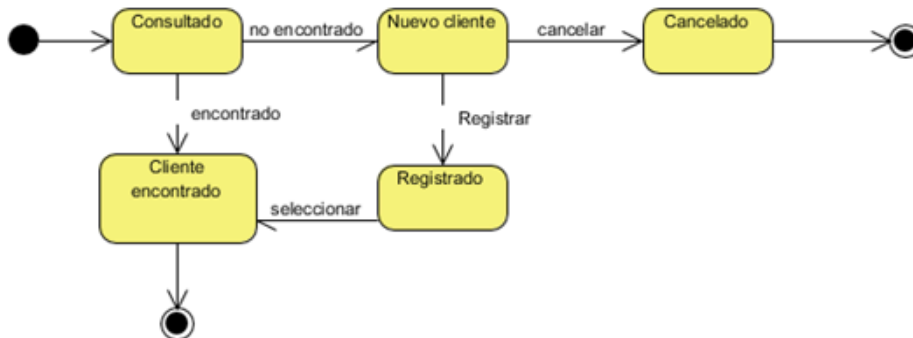 Consultado
no encontrado
Nuevo cliente
cancelar
Cancelado
encontrado
Registrar
Cliente
encontrado
Registrado
seleccionar